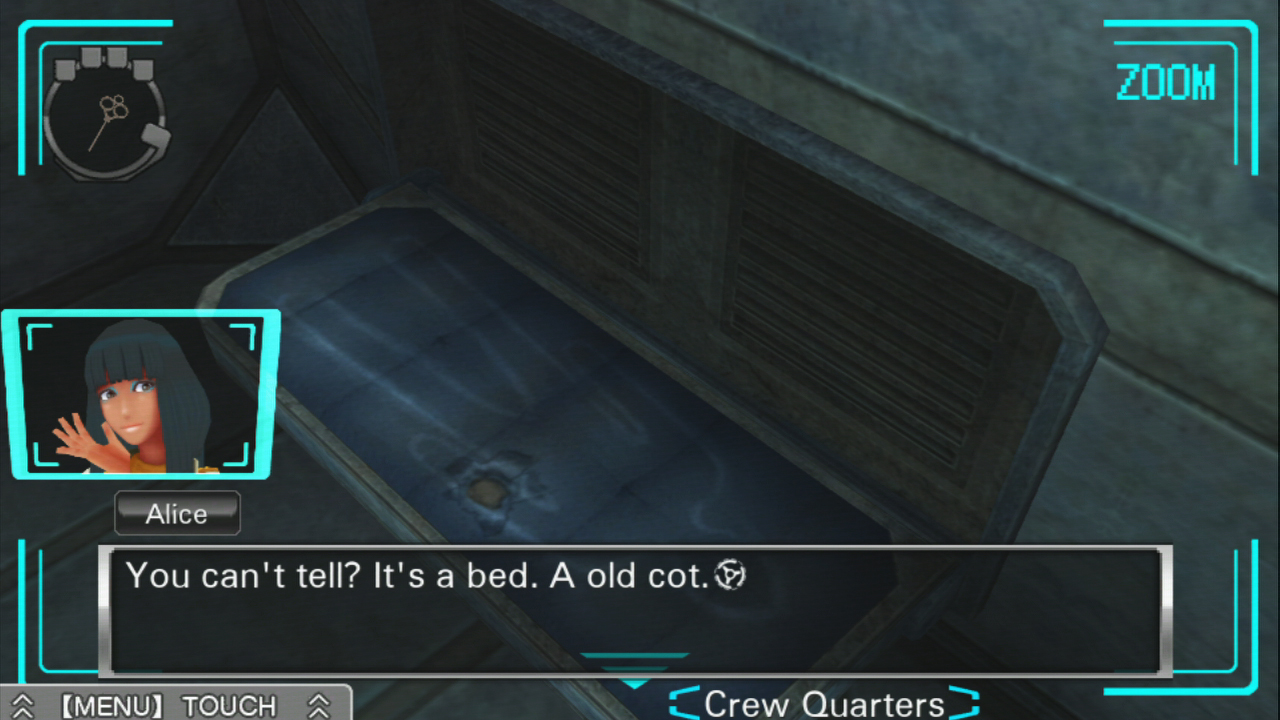 ZOOM
Alice
You can't tell? It's a bed. A old cot.
【MENU】 TOUCH
Crew Quarters